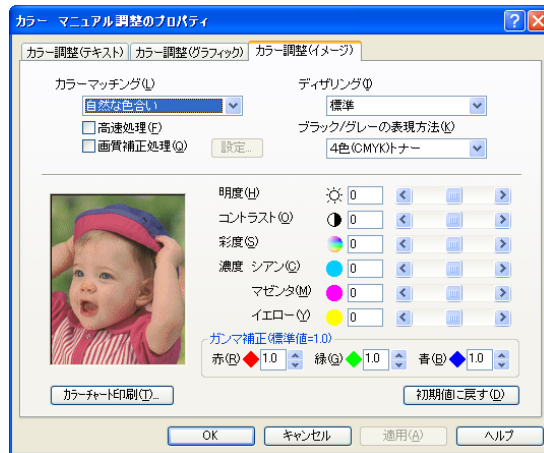 カラー マニュアル調整のプロパティ
カラー調整(テキスト) カラー調整(グラフィック) カラー調整(イメージ)
カラーマッチング(L)
自然な色合い
高速処理(F)
画質補正処理(Q) 設定...
ディザリング(I)
標準
ブラック/グレーの表現方法(K)
4色(CMYK)トナー
明度(H) 0
コントラスト(O) 0
彩度(S) 0
濃度 シアン(C) 0
マゼンタ(M) 0
イエロー(Y) 0
ガンマ補正(標準値=1.0)
赤(R) 1.0 緑(G) 1.0 青(B) 1.0
カラーチャート印刷(T)... 初期値に戻す(D)
OK キャンセル 適用(A) ヘルプ